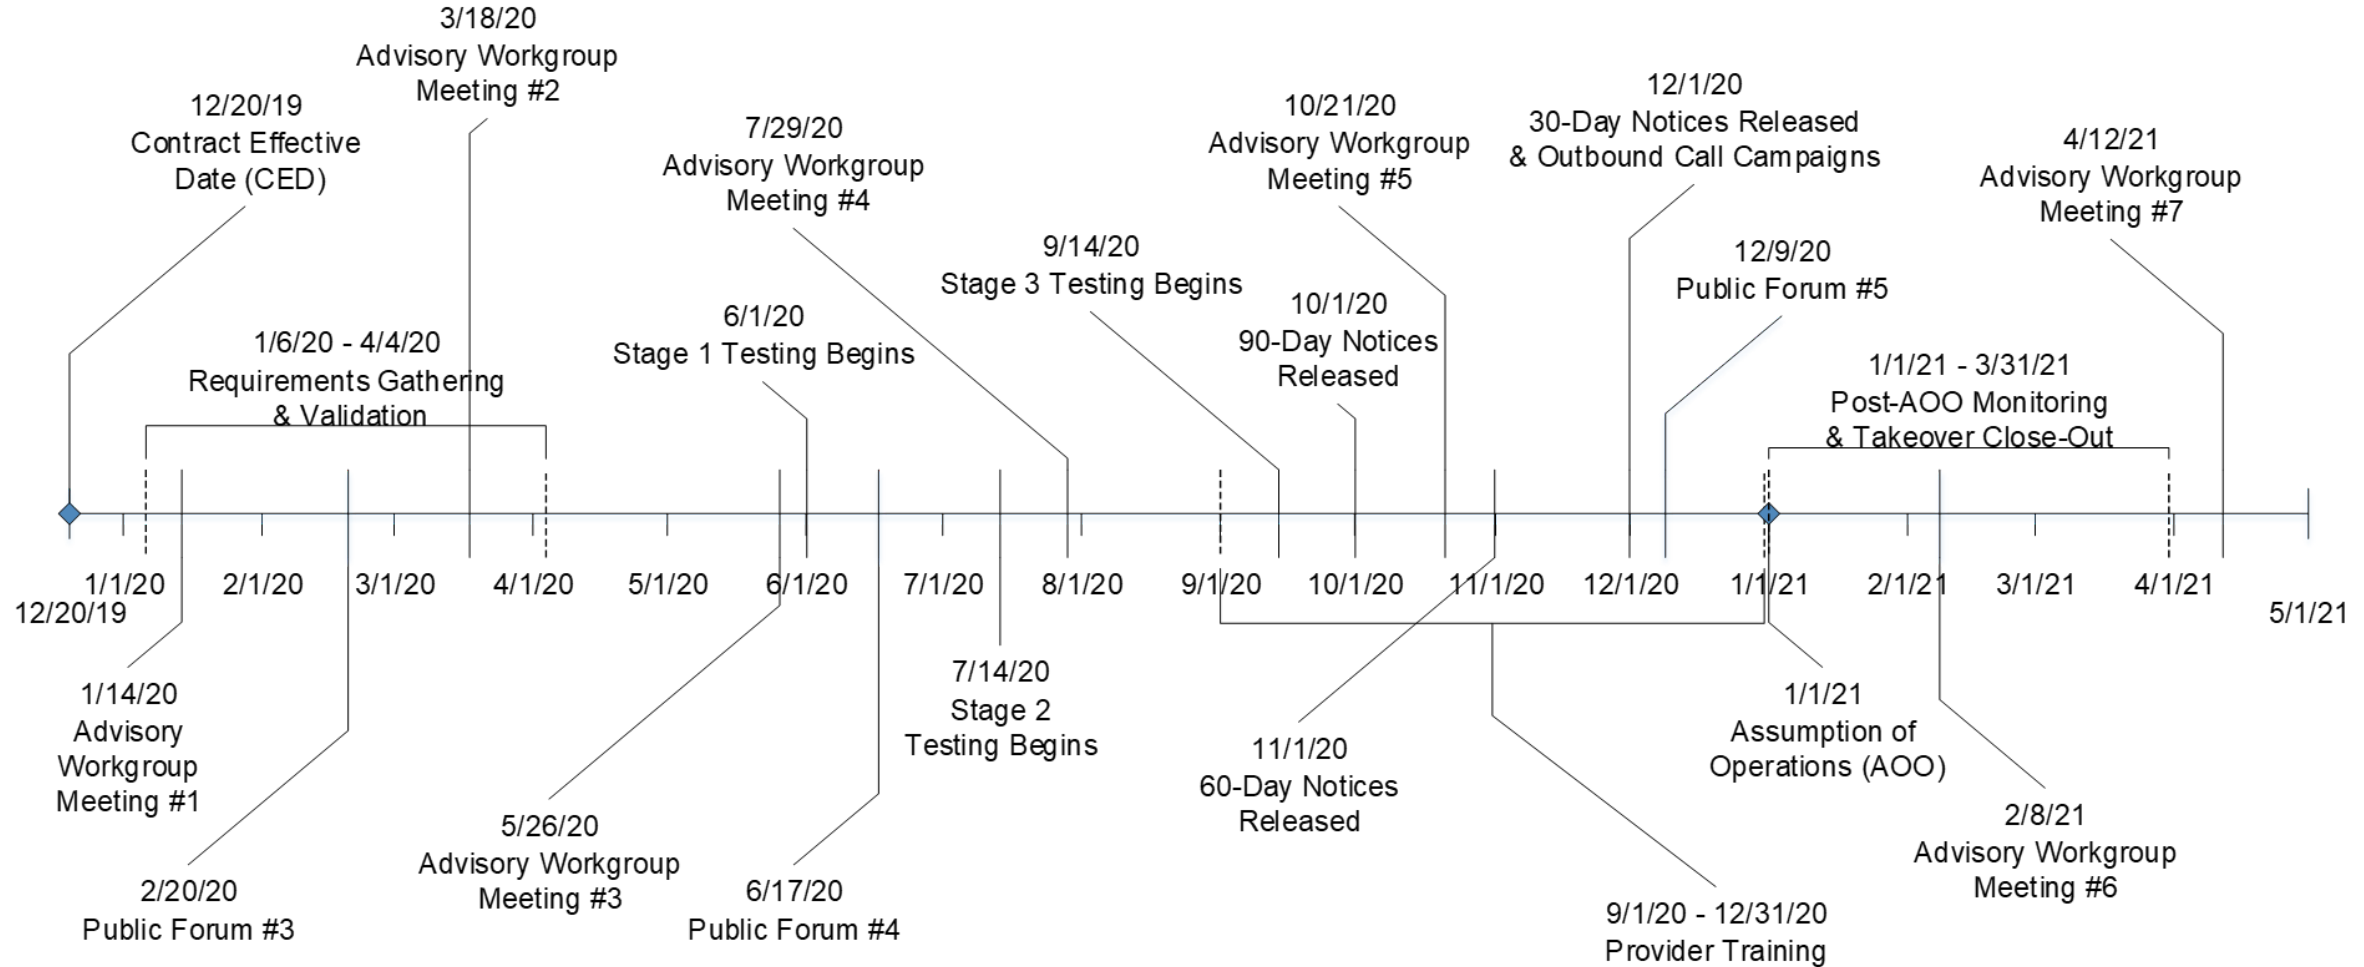 3/18/20
Advisory Workgroup
Meeting #2
12/20/19
Contract Effective
Date (CED)
7/29/20
Advisory Workgroup
Meeting #4
10/21/20
Advisory Workgroup
Meeting #5
12/1/20
30-Day Notices Released
& Outbound Call Campaigns
4/12/21
Advisory Workgroup
Meeting #7
9/14/20
Stage 3 Testing Begins
12/9/20
Public Forum #5
6/1/20
Stage 1 Testing Begins
10/1/20
90-Day Notices
Released
1/6/20 - 4/4/20
Requirements Gathering
& Validation
1/1/21 - 3/31/21
Post-AOO Monitoring
& Takeover Close-Out
1/1/20 2/1/20 3/1/20 4/1/20 5/1/20 6/1/20 7/1/20 8/1/20 9/1/20 10/1/20 11/1/20 12/1/20 1/1/21 2/1/21 3/1/21 4/1/21
12/20/19 5/1/21
1/14/20
Advisory
Workgroup
Meeting #1
7/14/20
Stage 2
Testing Begins
1/1/21
Assumption of
Operations (AOO)
11/1/20
60-Day Notices
Released
5/26/20
Advisory Workgroup
Meeting #3
2/8/21
Advisory Workgroup
Meeting #6
2/20/20
Public Forum #3
6/17/20
Public Forum #4
9/1/20 - 12/31/20
Provider Training